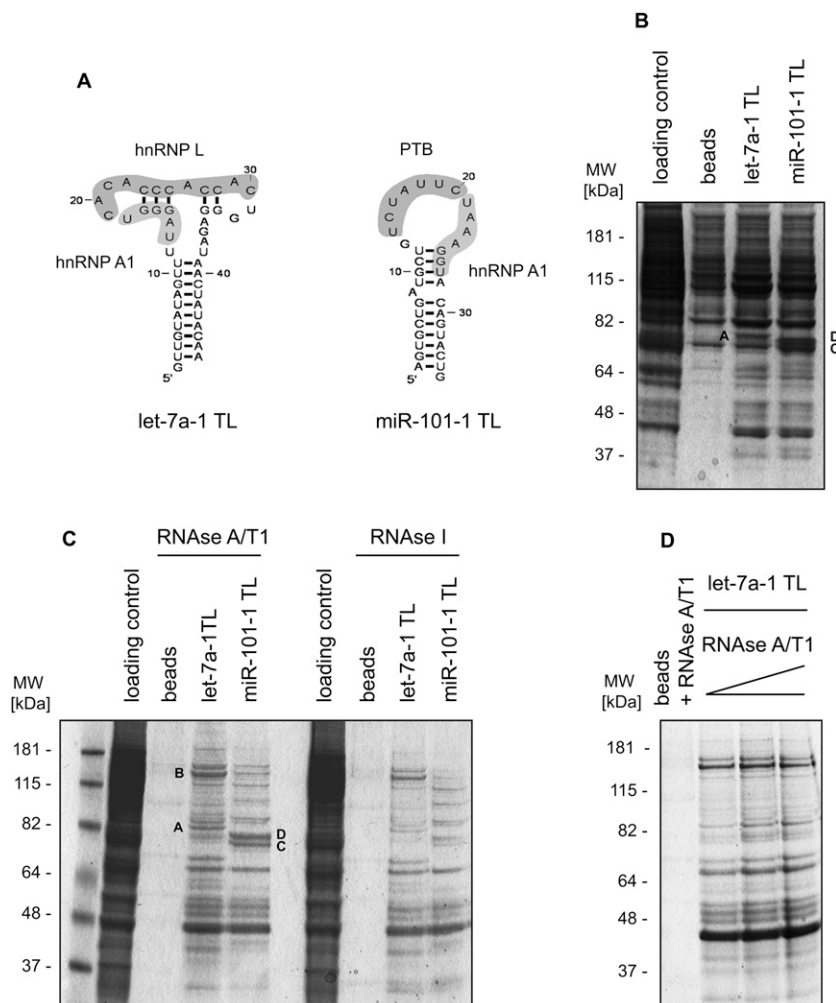 A
hnRNP L
30
20
hnRNP A1
10
40
5'
let-7a-1 TL
PTB
20
hnRNP A1
10
30
5'
miR-101-1 TL
B
loading control
beads
let-7a-1 TL
miR-101-1 TL
MW
[kDa]
181 -
115 -
82 -
64 -
48 -
37 -
A
C
RNAse A/T1
RNAse I
loading control
beads
let-7a-1TL
miR-101-1 TL
loading control
beads
let-7a-1 TL
miR-101-1 TL
MW
[kDa]
181 -
115 -
82 -
64 -
48 -
37 -
B
A
D
C
D
beads
+ RNAse A/T1
let-7a-1 TL
RNAse A/T1
MW
[kDa]
181 -
115 -
82 -
64 -
48 -
37 -